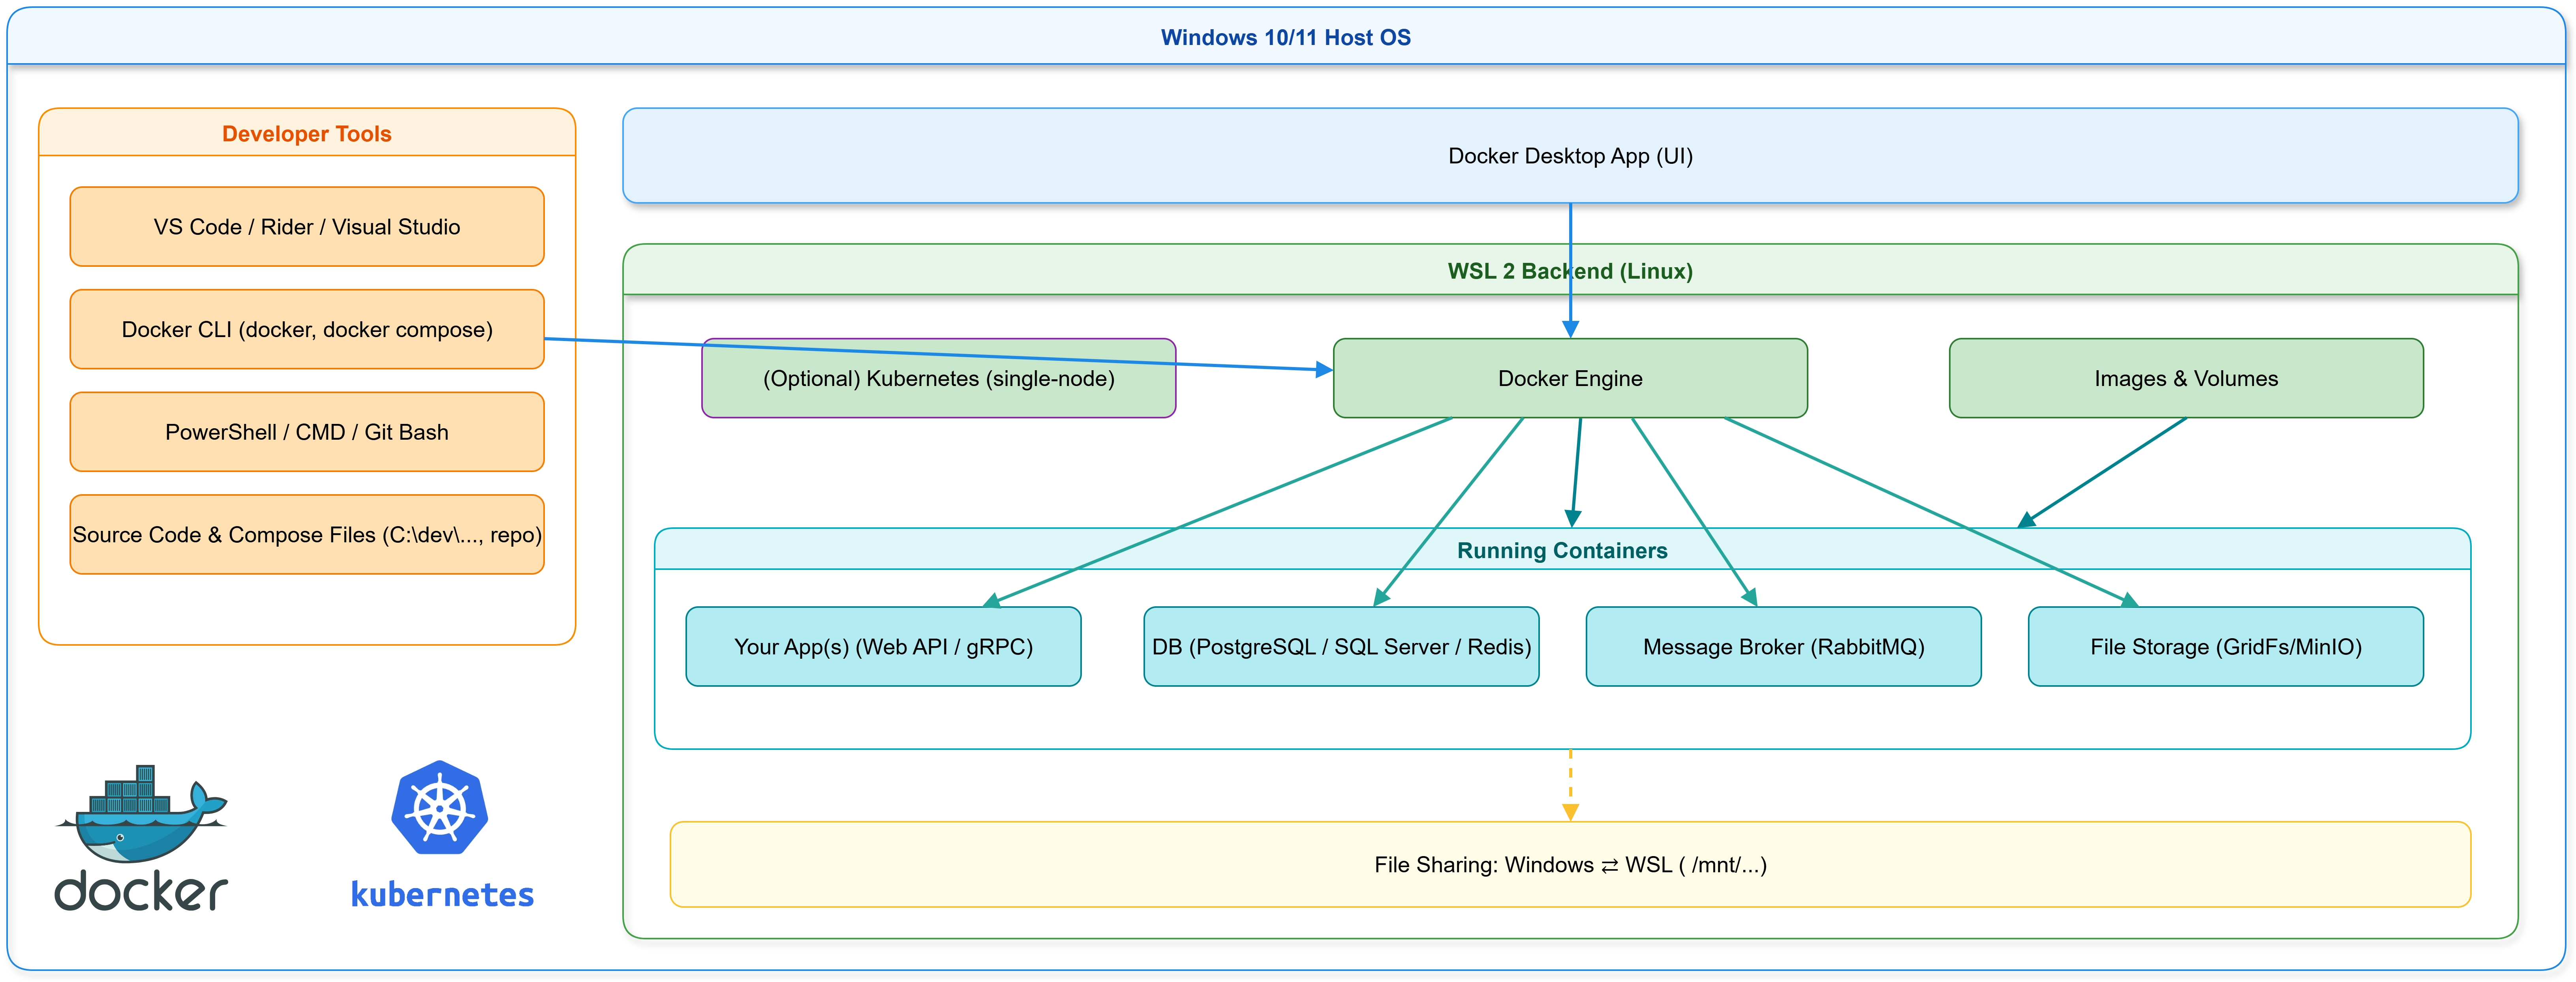 Windows 10/11 Host OS
Developer Tools
VS Code / Rider / Visual Studio
Docker CLI (docker, docker compose)
PowerShell / CMD / Git Bash
Source Code & Compose Files (C:\dev\..., repo)
docker
kubernetes
Docker Desktop App (UI)
WSL 2 Backend (Linux)
(Optional) Kubernetes (single-node)
Docker Engine
Images & Volumes
Running Containers
Your App(s) (Web API / gRPC)
DB (PostgreSQL / SQL Server / Redis)
Message Broker (RabbitMQ)
File Storage (GridFs/MinIO)
File Sharing: Windows ⇄ WSL ( /mnt/...)